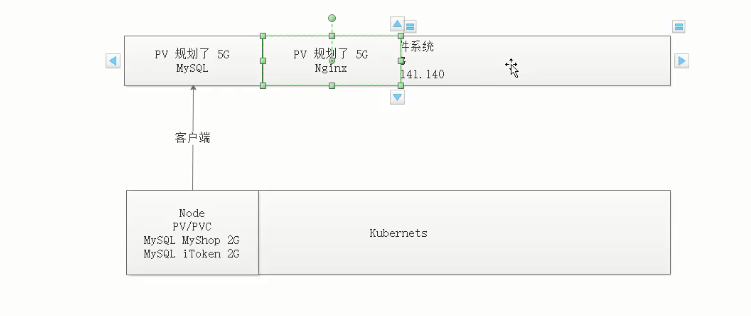 PV 规划了 5G
MySQL
PV 规划了 5G
Nginx
件系统
141.140
客户端
Node
PV/PVC
MySQL MyShop 2G
MySQL iToken 2G
Kubernets